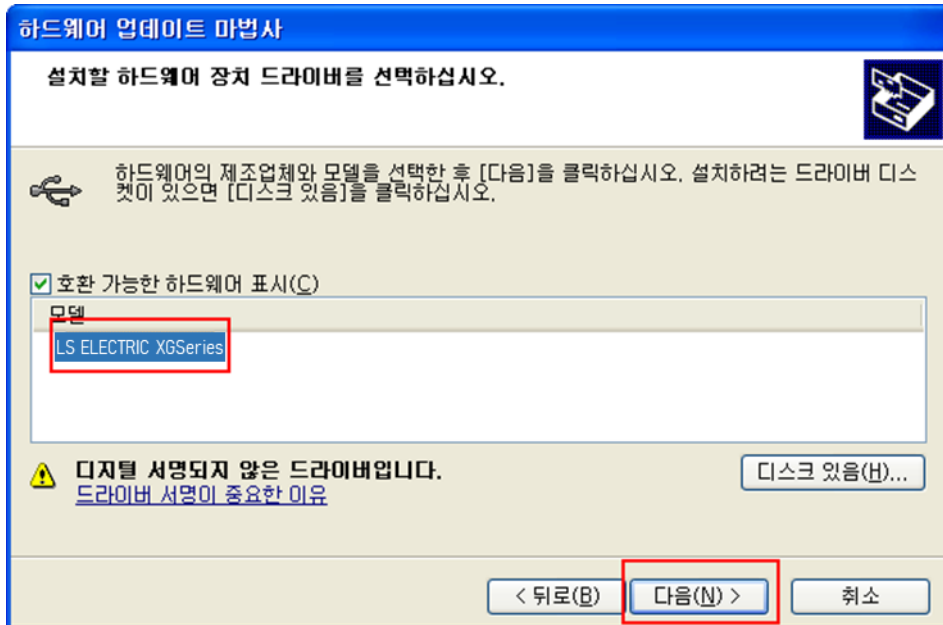 하드웨어 업데이트 마법사
설치할 하드웨어 장치 드라이버를 선택하십시오.
하드웨어의 제조업체와 모델을 선택한 후 [다음]을 클릭하십시오. 설치하려는 드라이버 디스
켓이 있으면 [디스크 있음]을 클릭하십시오.
호환 가능한 하드웨어 표시(C)
모델
LS ELECTRIC XGSeries
디지털 서명되지 않은 드라이버입니다.
디스크 있음(H)...
드라이버 서명이 중요한 이유
< 뒤로(B) 다음(N) > 취소